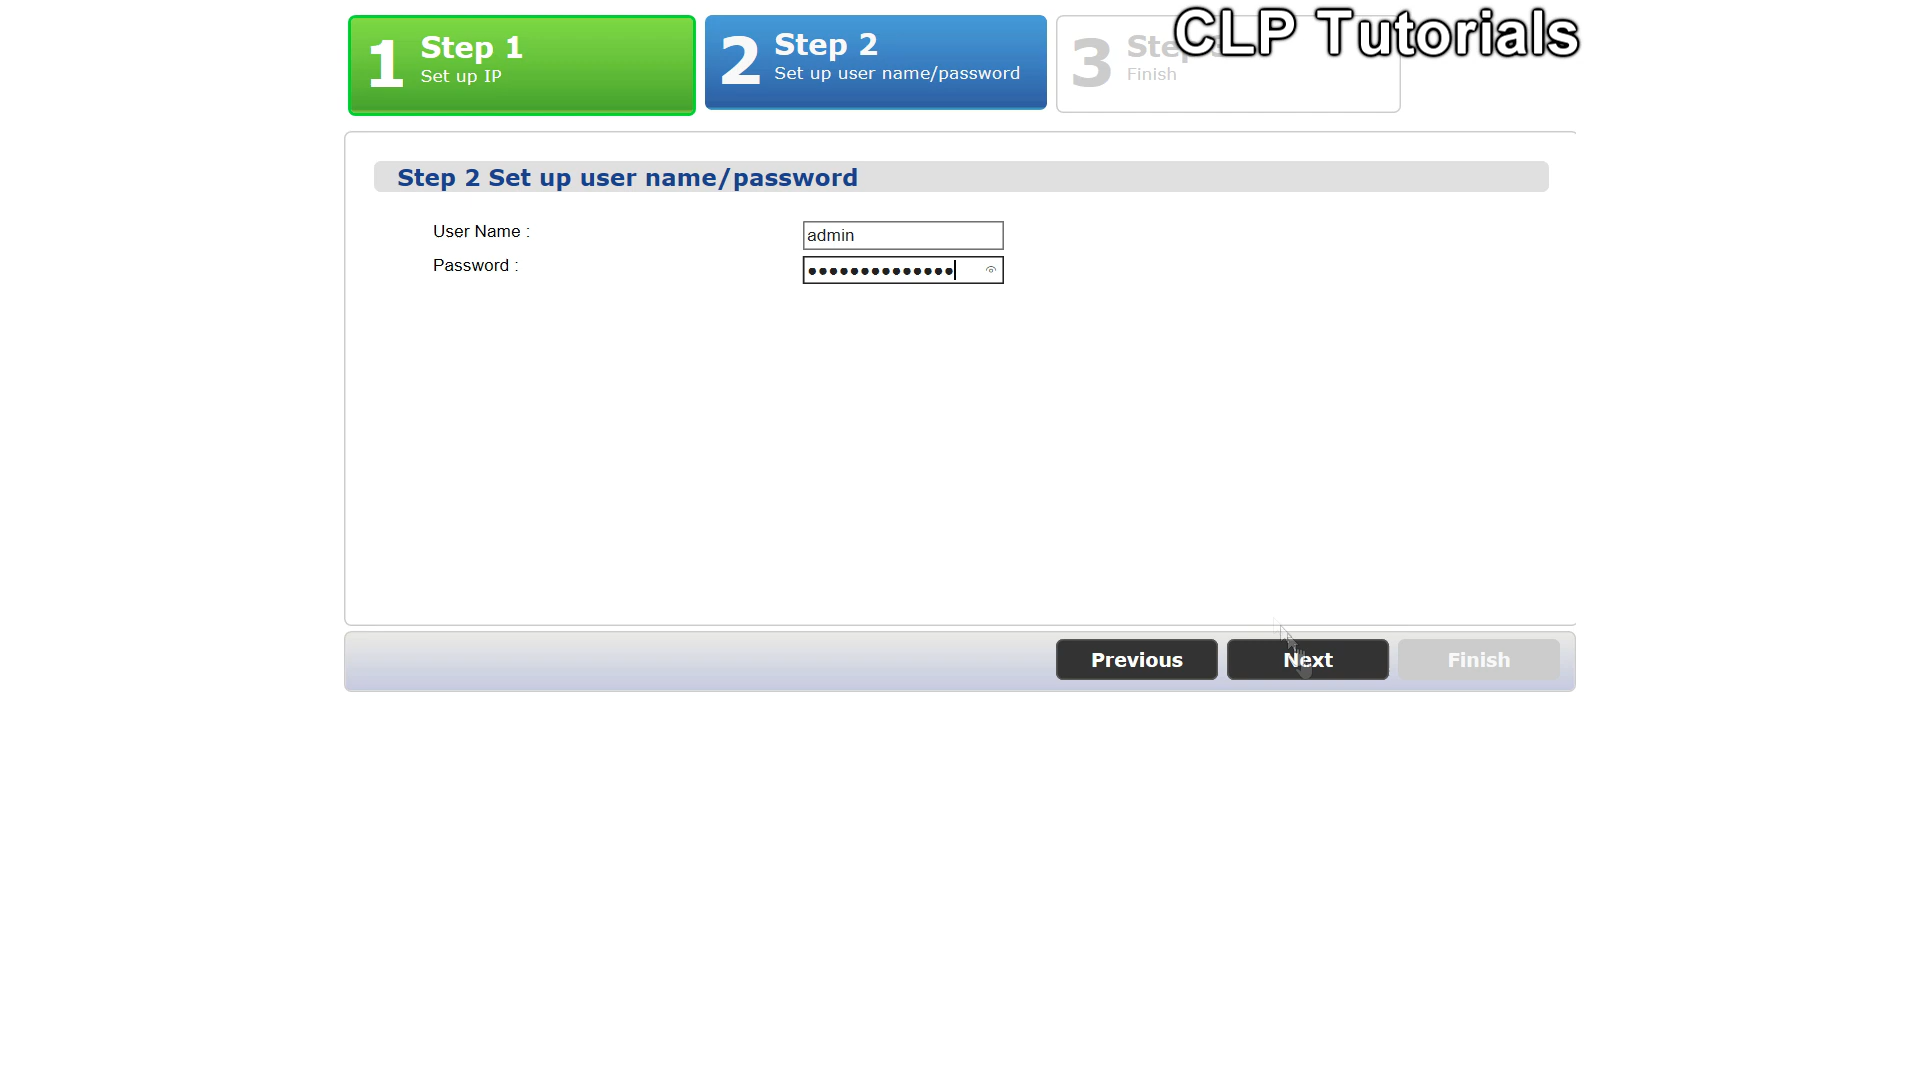 1 Step 1
Set up IP
2 Step 2
Set up user name/password
3 Step
Finish
CLP Tutorials
Step 2 Set up user name/password
User Name :
admin
Password :
••••••••••••••
Previous
Next
Finish